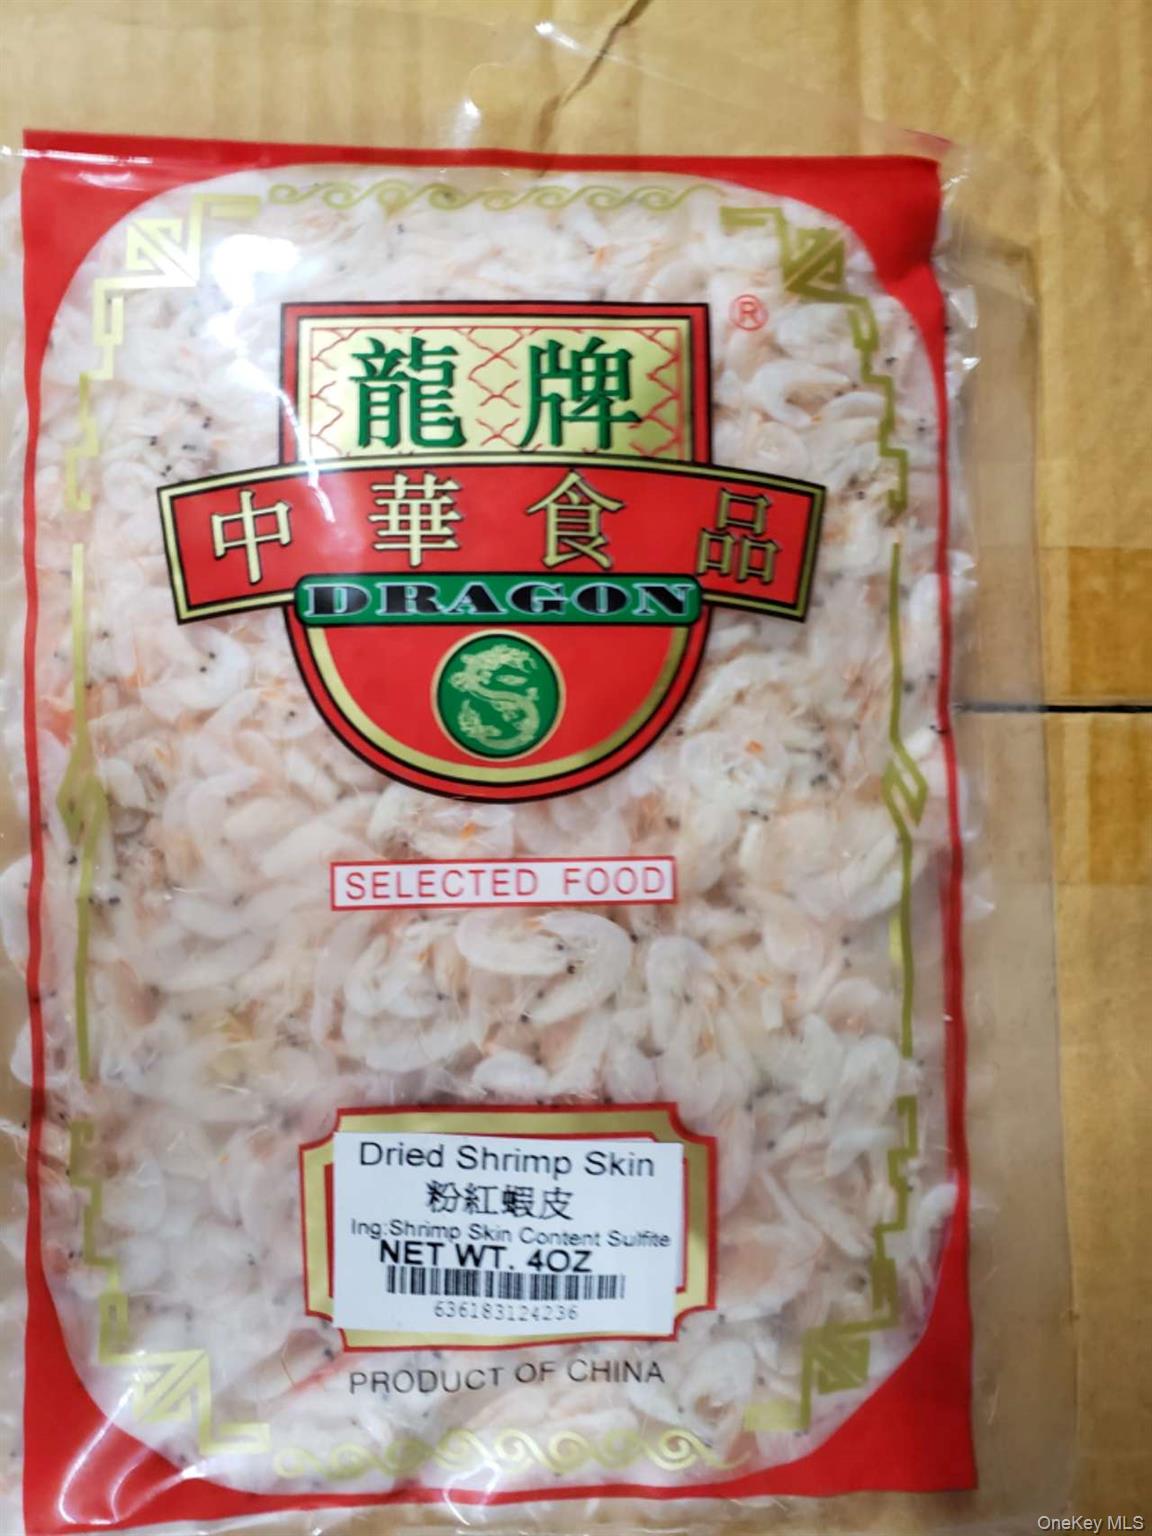 龍牌
®
中華食品
DRAGON
SELECTED FOOD
Dried Shrimp Skin
粉紅蝦皮
Ing:Shrimp Skin Content Sulfite
NET WT. 4OZ
636183124236
PRODUCT OF CHINA
OneKey MLS